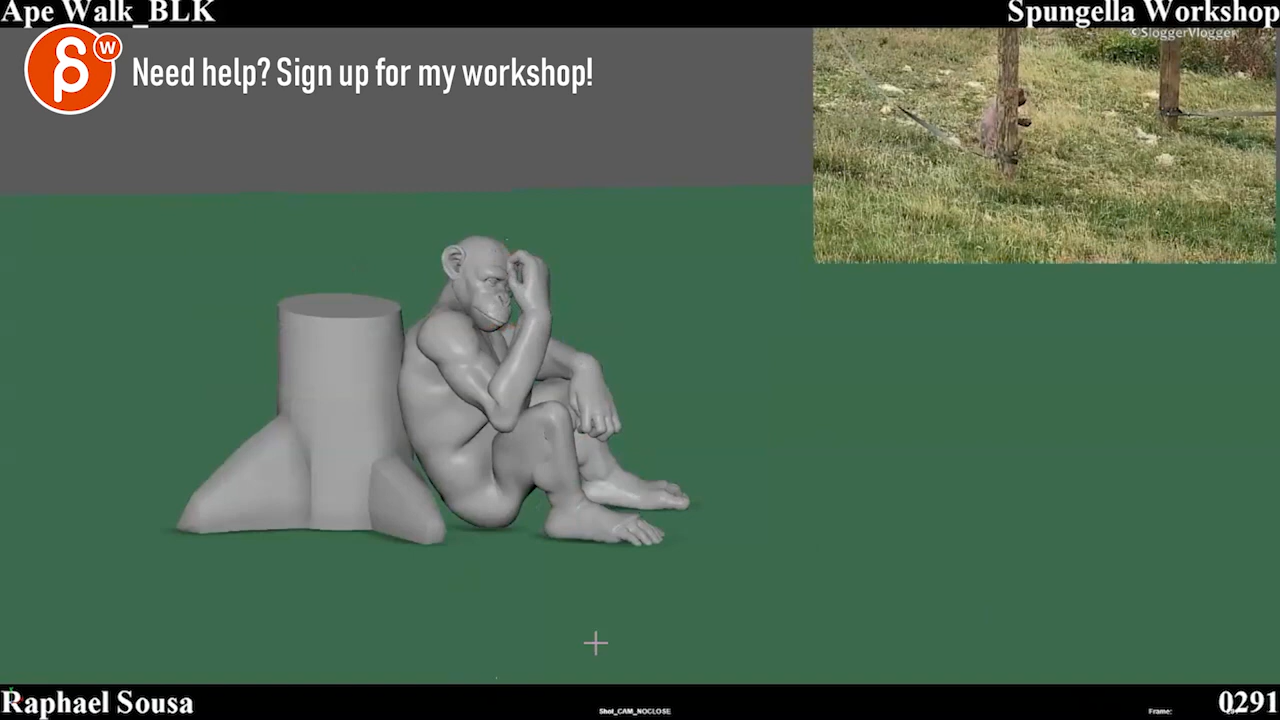 Ape Walk_BLK
Spungella Workshop
©SloggerVlogger
W
Need help? Sign up for my workshop!
Raphael Sousa
Shot_CAM_NOCLOSE
Frame:
0291